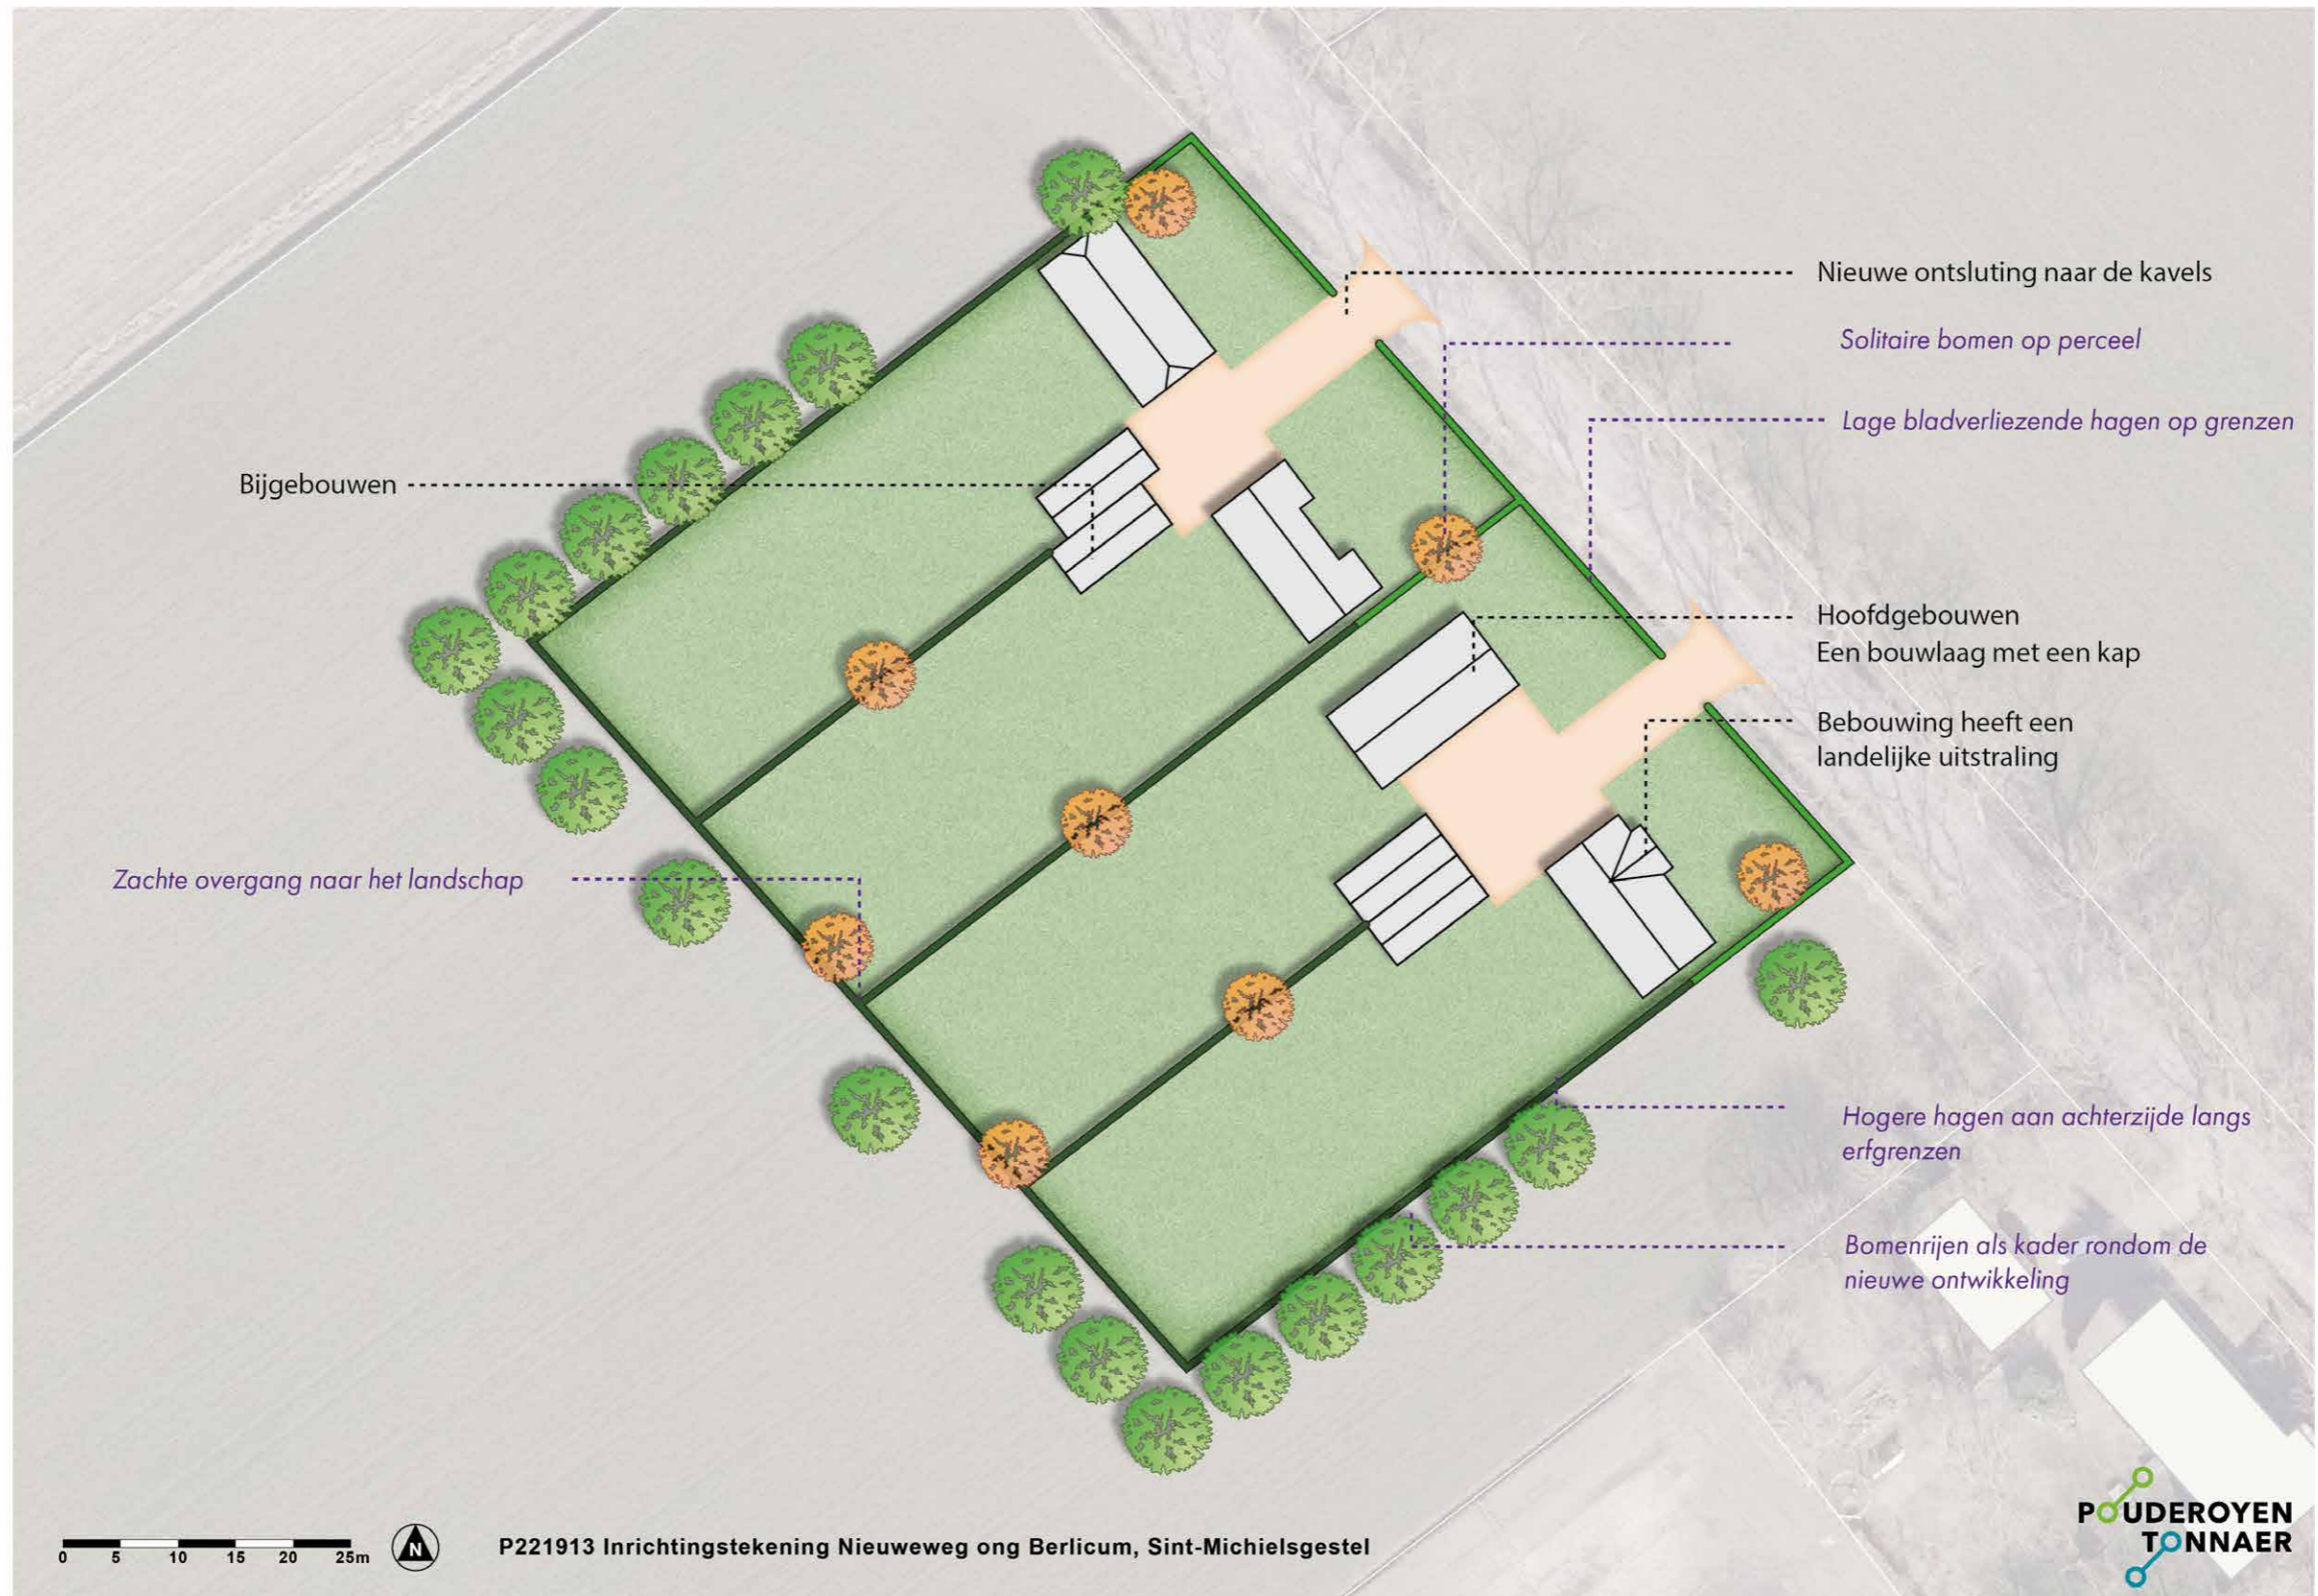 Nieuwe ontsluting naar de kavels
Solitaire bomen op perceel
Lage bladverliezende hagen op grenzen
Bijgebouwen
Hoofdgebouwen
Een bouwlaag met een kap
Bebouwing heeft een
landelijke uitstraling
Zachte overgang naar het landschap
Hogere hagen aan achterzijde langs
erfgrenzen
Bomenrijen als kader rondom de
nieuwe ontwikkeling
0 5 10 15 20 25m
N
P221913 Inrichtingstekening Nieuweweg ong Berlicum, Sint-Michielsgestel
POUDEROYEN
TONNAER